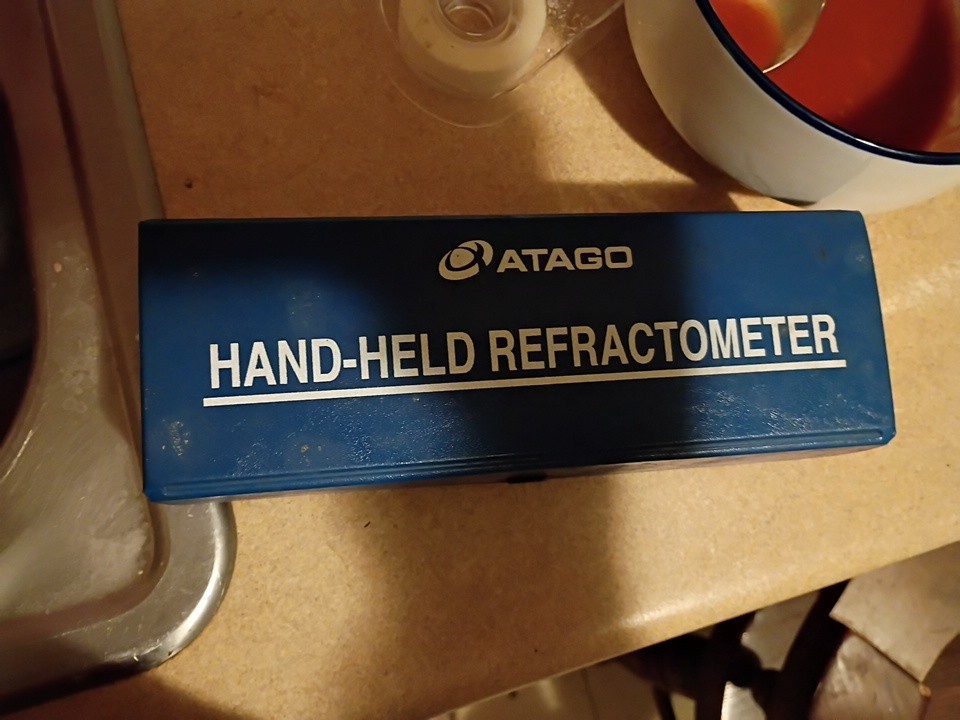 ATAGO
HAND-HELD REFRACTOMETER